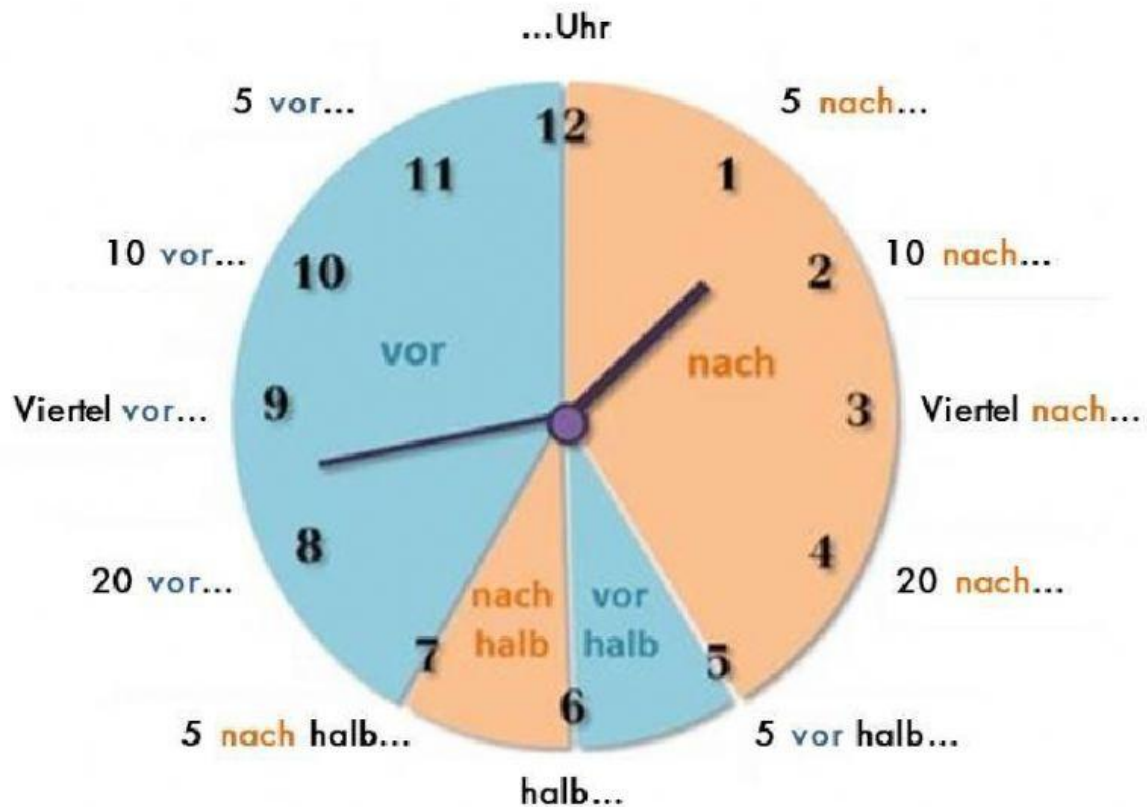 ...Uhr
5 vor...
5 nach...
12
11
1
10 vor...
10
2
10 nach...
vor
nach
Viertel vor...
9
3
Viertel nach...
8
4
20 vor...
20 nach...
nach
halb
vor
halb
7
5
6
5 nach halb...
5 vor halb...
halb...